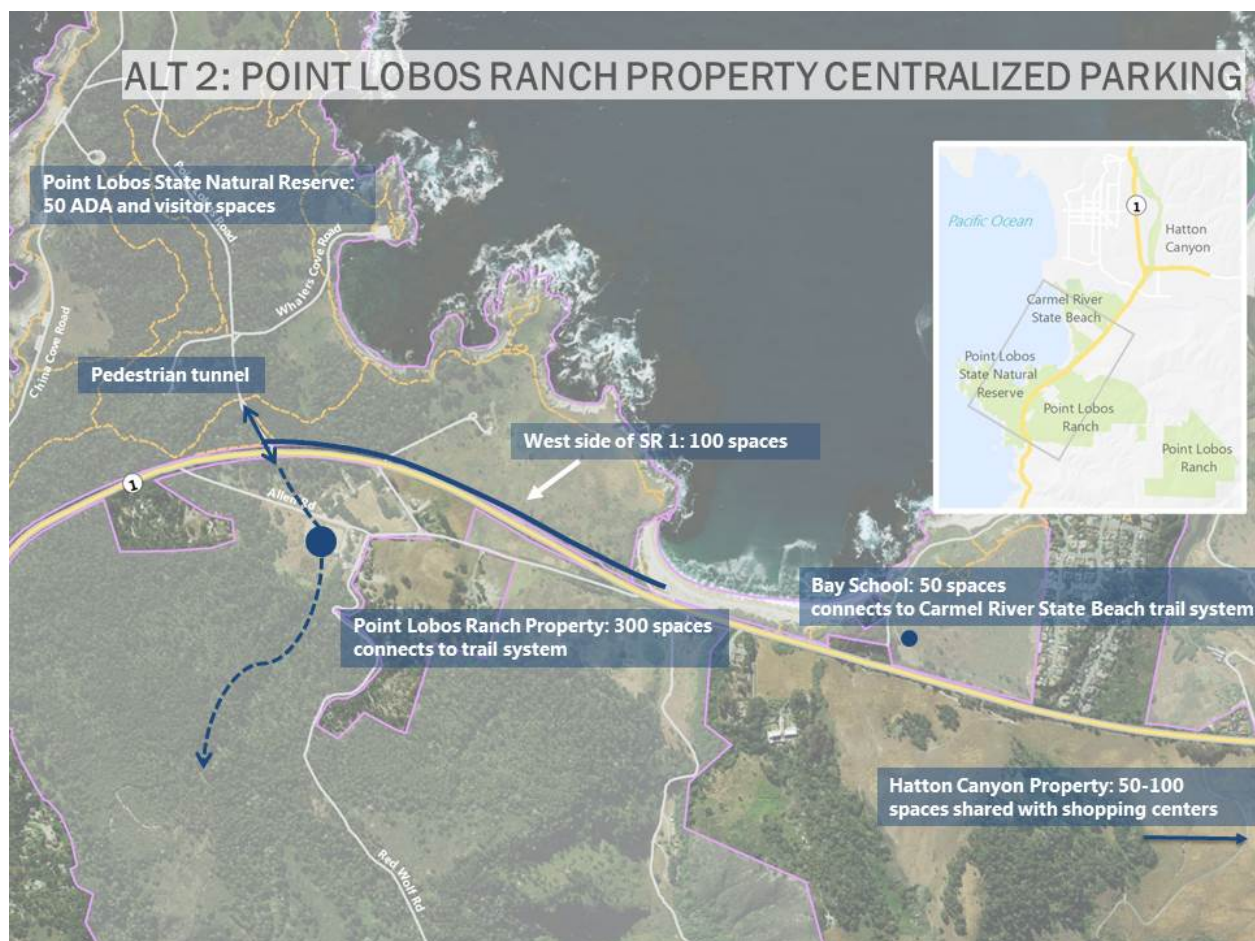 ALT 2: POINT LOBOS RANCH PROPERTY CENTRALIZED PARKING
Point Lobos State Natural Reserve:
50 ADA and visitor spaces
Point Lobos Road
Whalers Cove Road
China Cove Road
Pedestrian tunnel
West side of SR 1: 100 spaces
1
Allen Rd
Point Lobos Ranch Property: 300 spaces
connects to trail system
Bay School: 50 spaces
connects to Carmel River State Beach trail system
Hatton Canyon Property: 50-100
spaces shared with shopping centers
Red Wolf Rd
1
Pacific Ocean
Hatton
Canyon
Carmel River
State Beach
Point Lobos
State Natural
Reserve
Point Lobos
Ranch
Point Lobos
Ranch